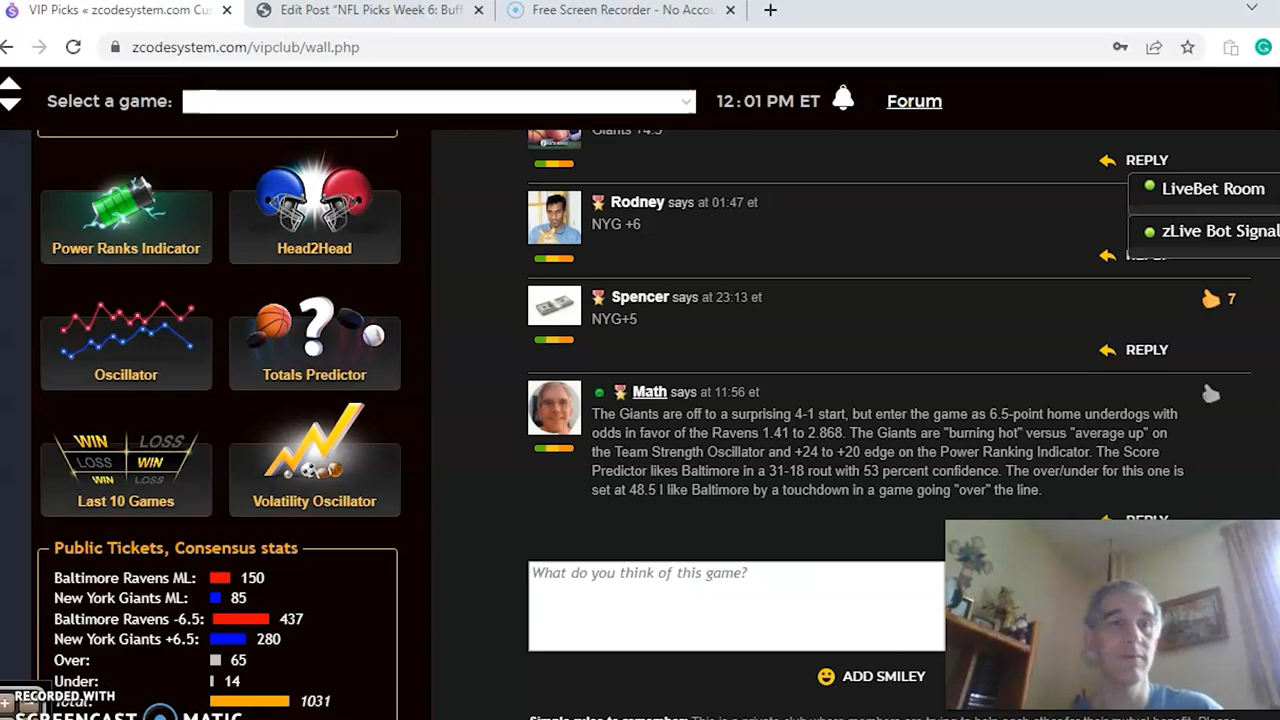 VIP Picks « zcodesystem.com Cus
Edit Post "NFL Picks Week 6: Buff
Free Screen Recorder - No Accou
zcodesystem.com/vipclub/wall.php
Select a game:
12:01 PM ET
Forum
Giants +4.5
REPLY
LiveBet Room
zLive Bot Signal
Rodney says at 01:47 et
NYG +6
Spencer says at 23:13 et
NYG+5
7
REPLY
Math says at 11:56 et
The Giants are off to a surprising 4-1 start, but enter the game as 6.5-point home underdogs with
odds in favor of the Ravens 1.41 to 2.868. The Giants are "burning hot" versus "average up" on
the Team Strength Oscillator and +24 to +20 edge on the Power Ranking Indicator. The Score
Predictor likes Baltimore in a 31-18 rout with 53 percent confidence. The over/under for this one is
set at 48.5 I like Baltimore by a touchdown in a game going "over" the line.
REPLY
What do you think of this game?
ADD SMILEY
Power Ranks Indicator
Head2Head
Oscillator
Totals Predictor
WIN LOSS
LOSS WIN
WIN LOSS
Last 10 Games
Volatility Oscillator
Public Tickets, Consensus stats
Baltimore Ravens ML: 150
New York Giants ML: 85
Baltimore Ravens -6.5: 437
New York Giants +6.5: 280
Over: 65
Under: 14
Total: 1031
RECORDED WITH
SCREENCAST MATIC